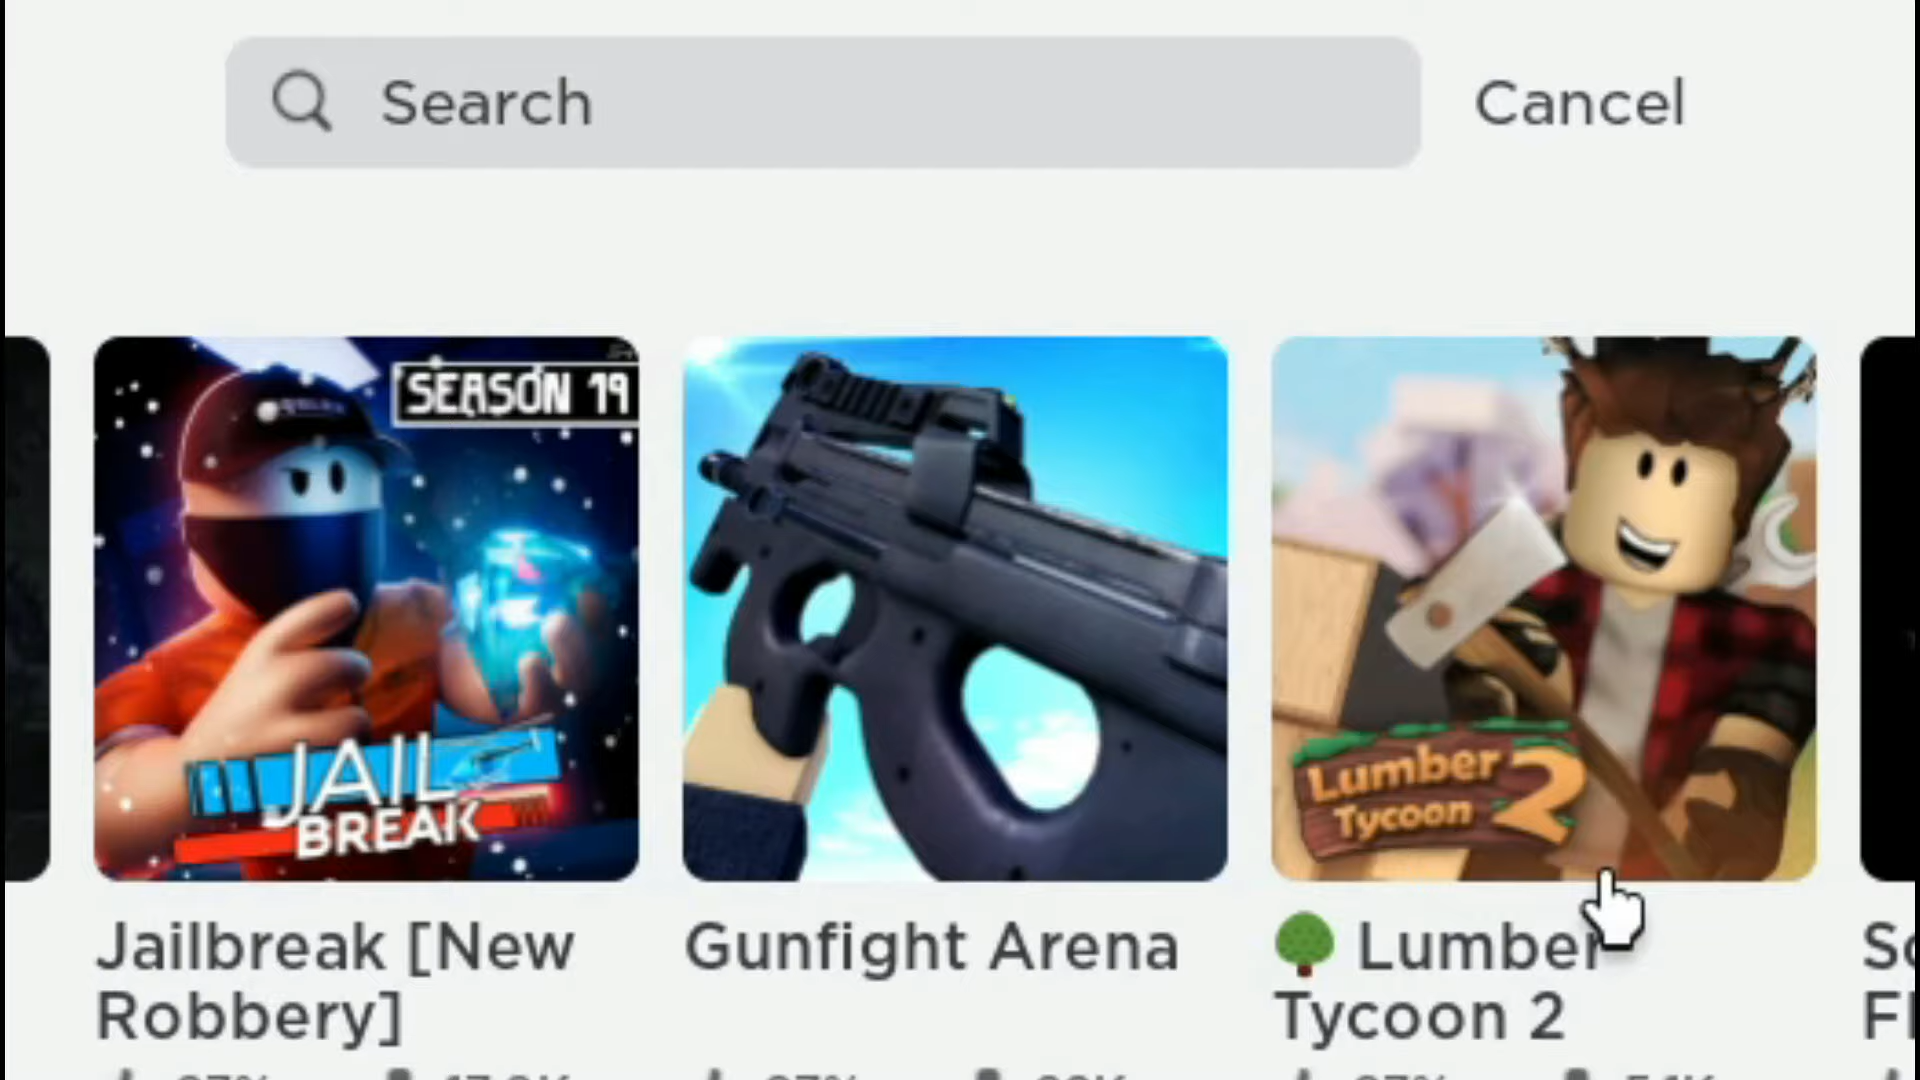 Search
Cancel
SEASON 19
JAIL
BREAK
Lumber
Tycoon 2
Jailbreak [New
Robbery]
Gunfight Arena
🌳 Lumber
Tycoon 2